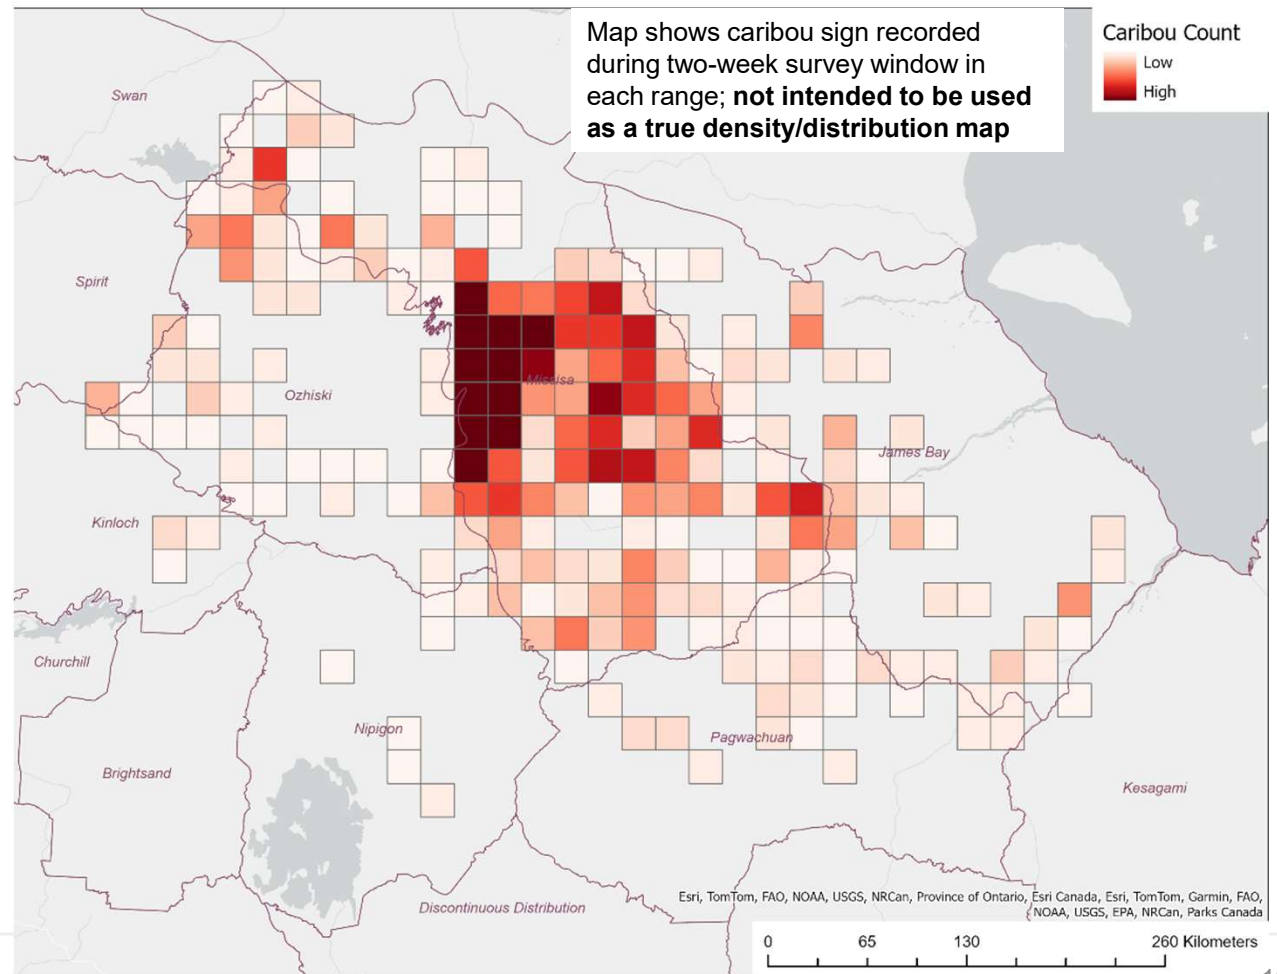 Map shows caribou sign recorded
during two-week survey window in
each range; not intended to be used
as a true density/distribution map
Caribou Count
Low
High
Swan
Spirit
Missisa
Ozhiski
James Bay
Kinloch
Churchill
Nipigon
Pagwachuan
Brightsand
Kesagami
Discontinuous Distribution
Esri, TomTom, FAO, NOAA, USGS, NRCan, Province of Ontario, Esri Canada, Esri, TomTom, Garmin, FAO,
NOAA, USGS, EPA, NRCan, Parks Canada
0 65 130 260 Kilometers